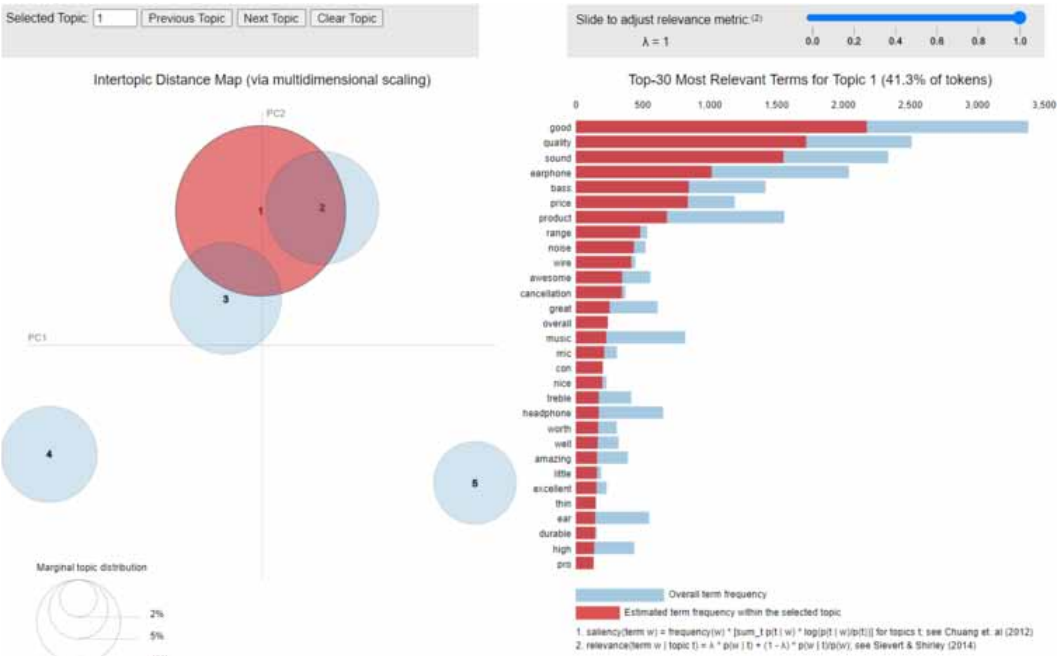 Selected Topic: 1 Previous Topic Next Topic Clear Topic
Slide to adjust relevance metric:(2)
λ = 1
0.0 0.2 0.4 0.6 0.8 1.0
Intertopic Distance Map (via multidimensional scaling)
PC2
PC1
1
2
3
4
5
Marginal topic distribution
2%
5%
Top-30 Most Relevant Terms for Topic 1 (41.3% of tokens)
0 500 1,000 1,500 2,000 2,500 3,000 3,500
good
quality
sound
earphone
bass
price
product
range
noise
wire
awesome
cancellation
great
overall
music
mic
con
nice
treble
headphone
worth
well
amazing
little
excellent
thin
ear
durable
high
pro
Overall term frequency
Estimated term frequency within the selected topic
1. saliency(term w) = frequency(w) * [sum_t p(t | w) * log(p(t | w)/p(t))] for topics t; see Chuang et. al (2012)
2. relevance(term w | topic t) = λ * p(w | t) + (1 - λ) * p(w | t)/p(w); see Sievert & Shirley (2014)